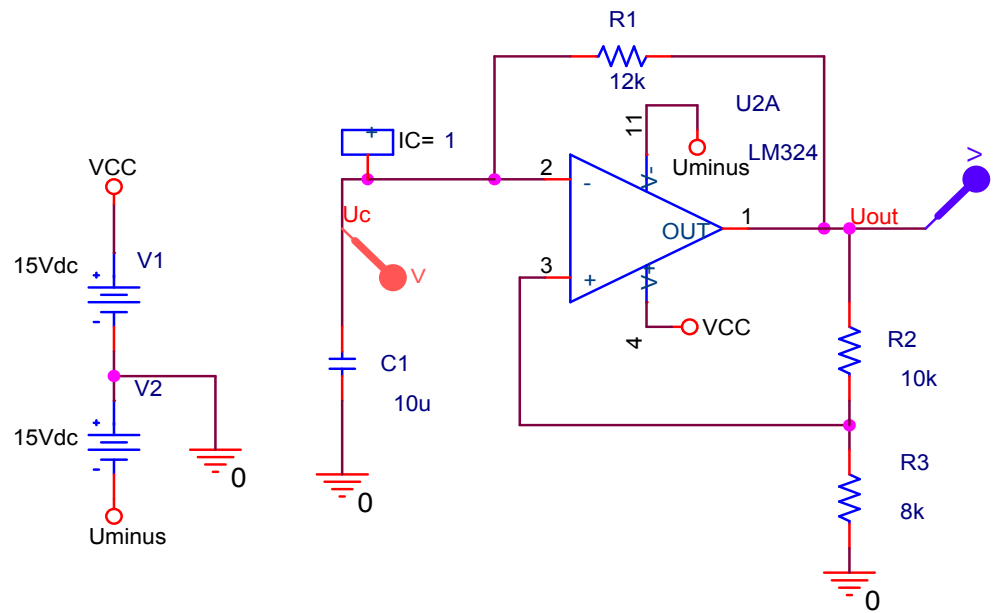 R1
12k
U2A
LM324
11
Uminus
V-
IC= 1
+
2
-
Uc
V
OUT
1
Uout
V
3
+
V+
4
VCC
VCC
15Vdc
+
V1
-
V2
15Vdc
+
-
0
Uminus
C1
10u
0
R2
10k
R3
8k
0